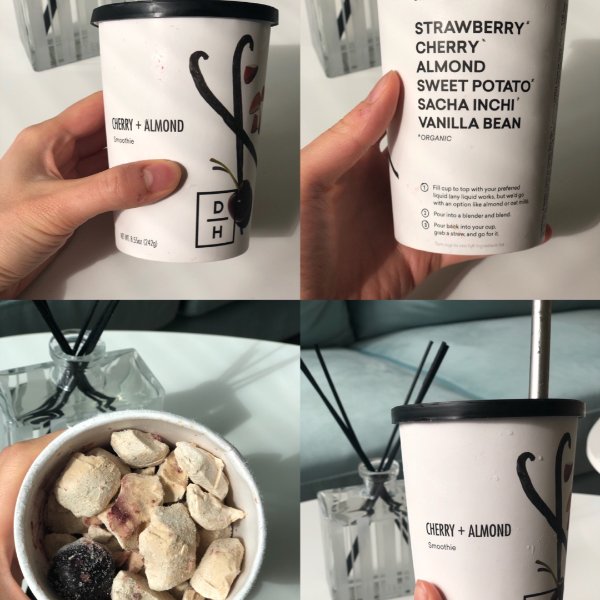 CHERRY + ALMOND
Smoothie
D
H
NET WT. 8.55oz (242g)
STRAWBERRY*
CHERRY*
ALMOND
SWEET POTATO*
SACHA INCHI*
VANILLA BEAN
*ORGANIC
1 Fill cup to top with your preferred
liquid (any liquid works, but we'd go
with an option like almond or oat milk).
2 Pour into a blender and blend.
3 Pour back into your cup,
grab a straw, and go for it.
CHERRY + ALMOND
Smoothie